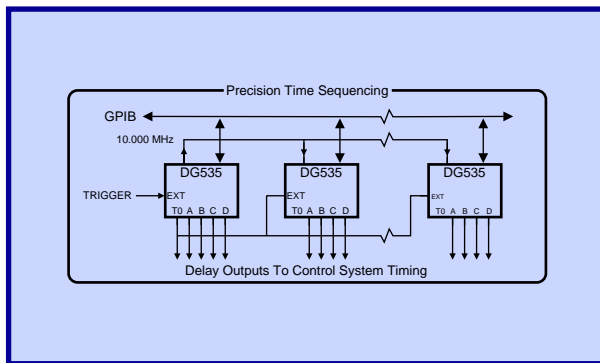 Precision Time Sequencing
GPIB
10.000 MHz
DG535 DG535 DG535
TRIGGER EXT EXT EXT
T0 A B C D T0 A B C D T0 A B C D
Delay Outputs To Control System Timing